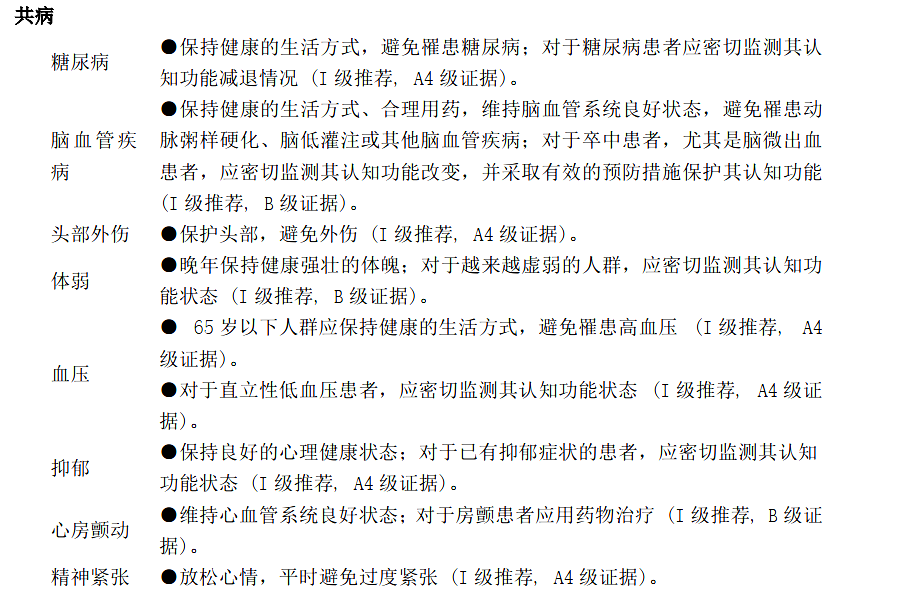 共病
糖尿病
●保持健康的生活方式，避免罹患糖尿病；对于糖尿病患者应密切监测其认
知功能减退情况 (I 级推荐, A4 级证据)。
脑血管疾
病
●保持健康的生活方式、合理用药，维持脑血管系统良好状态，避免罹患动
脉粥样硬化、脑低灌注或其他脑血管疾病；对于卒中患者，尤其是脑微出血
患者，应密切监测其认知功能改变，并采取有效的预防措施保护其认知功能
(I 级推荐, B 级证据)。
头部外伤
●保护头部，避免外伤 (I 级推荐, A4 级证据)。
体弱
●晚年保持健康强壮的体魄；对于越来越虚弱的人群，应密切监测其认知功
能状态 (I 级推荐, B 级证据)。
血压
● 65 岁以下人群应保持健康的生活方式，避免罹患高血压 (I 级推荐, A4
级证据)。
●对于直立性低血压患者，应密切监测其认知功能状态 (I 级推荐, A4 级证
据)。
抑郁
●保持良好的心理健康状态；对于已有抑郁症状的患者，应密切监测其认知
功能状态 (I 级推荐, A4 级证据)。
心房颤动
●维持心血管系统良好状态；对于房颤患者应用药物治疗 (I 级推荐, B 级证
据)。
精神紧张
●放松心情，平时避免过度紧张 (I 级推荐, A4 级证据)。